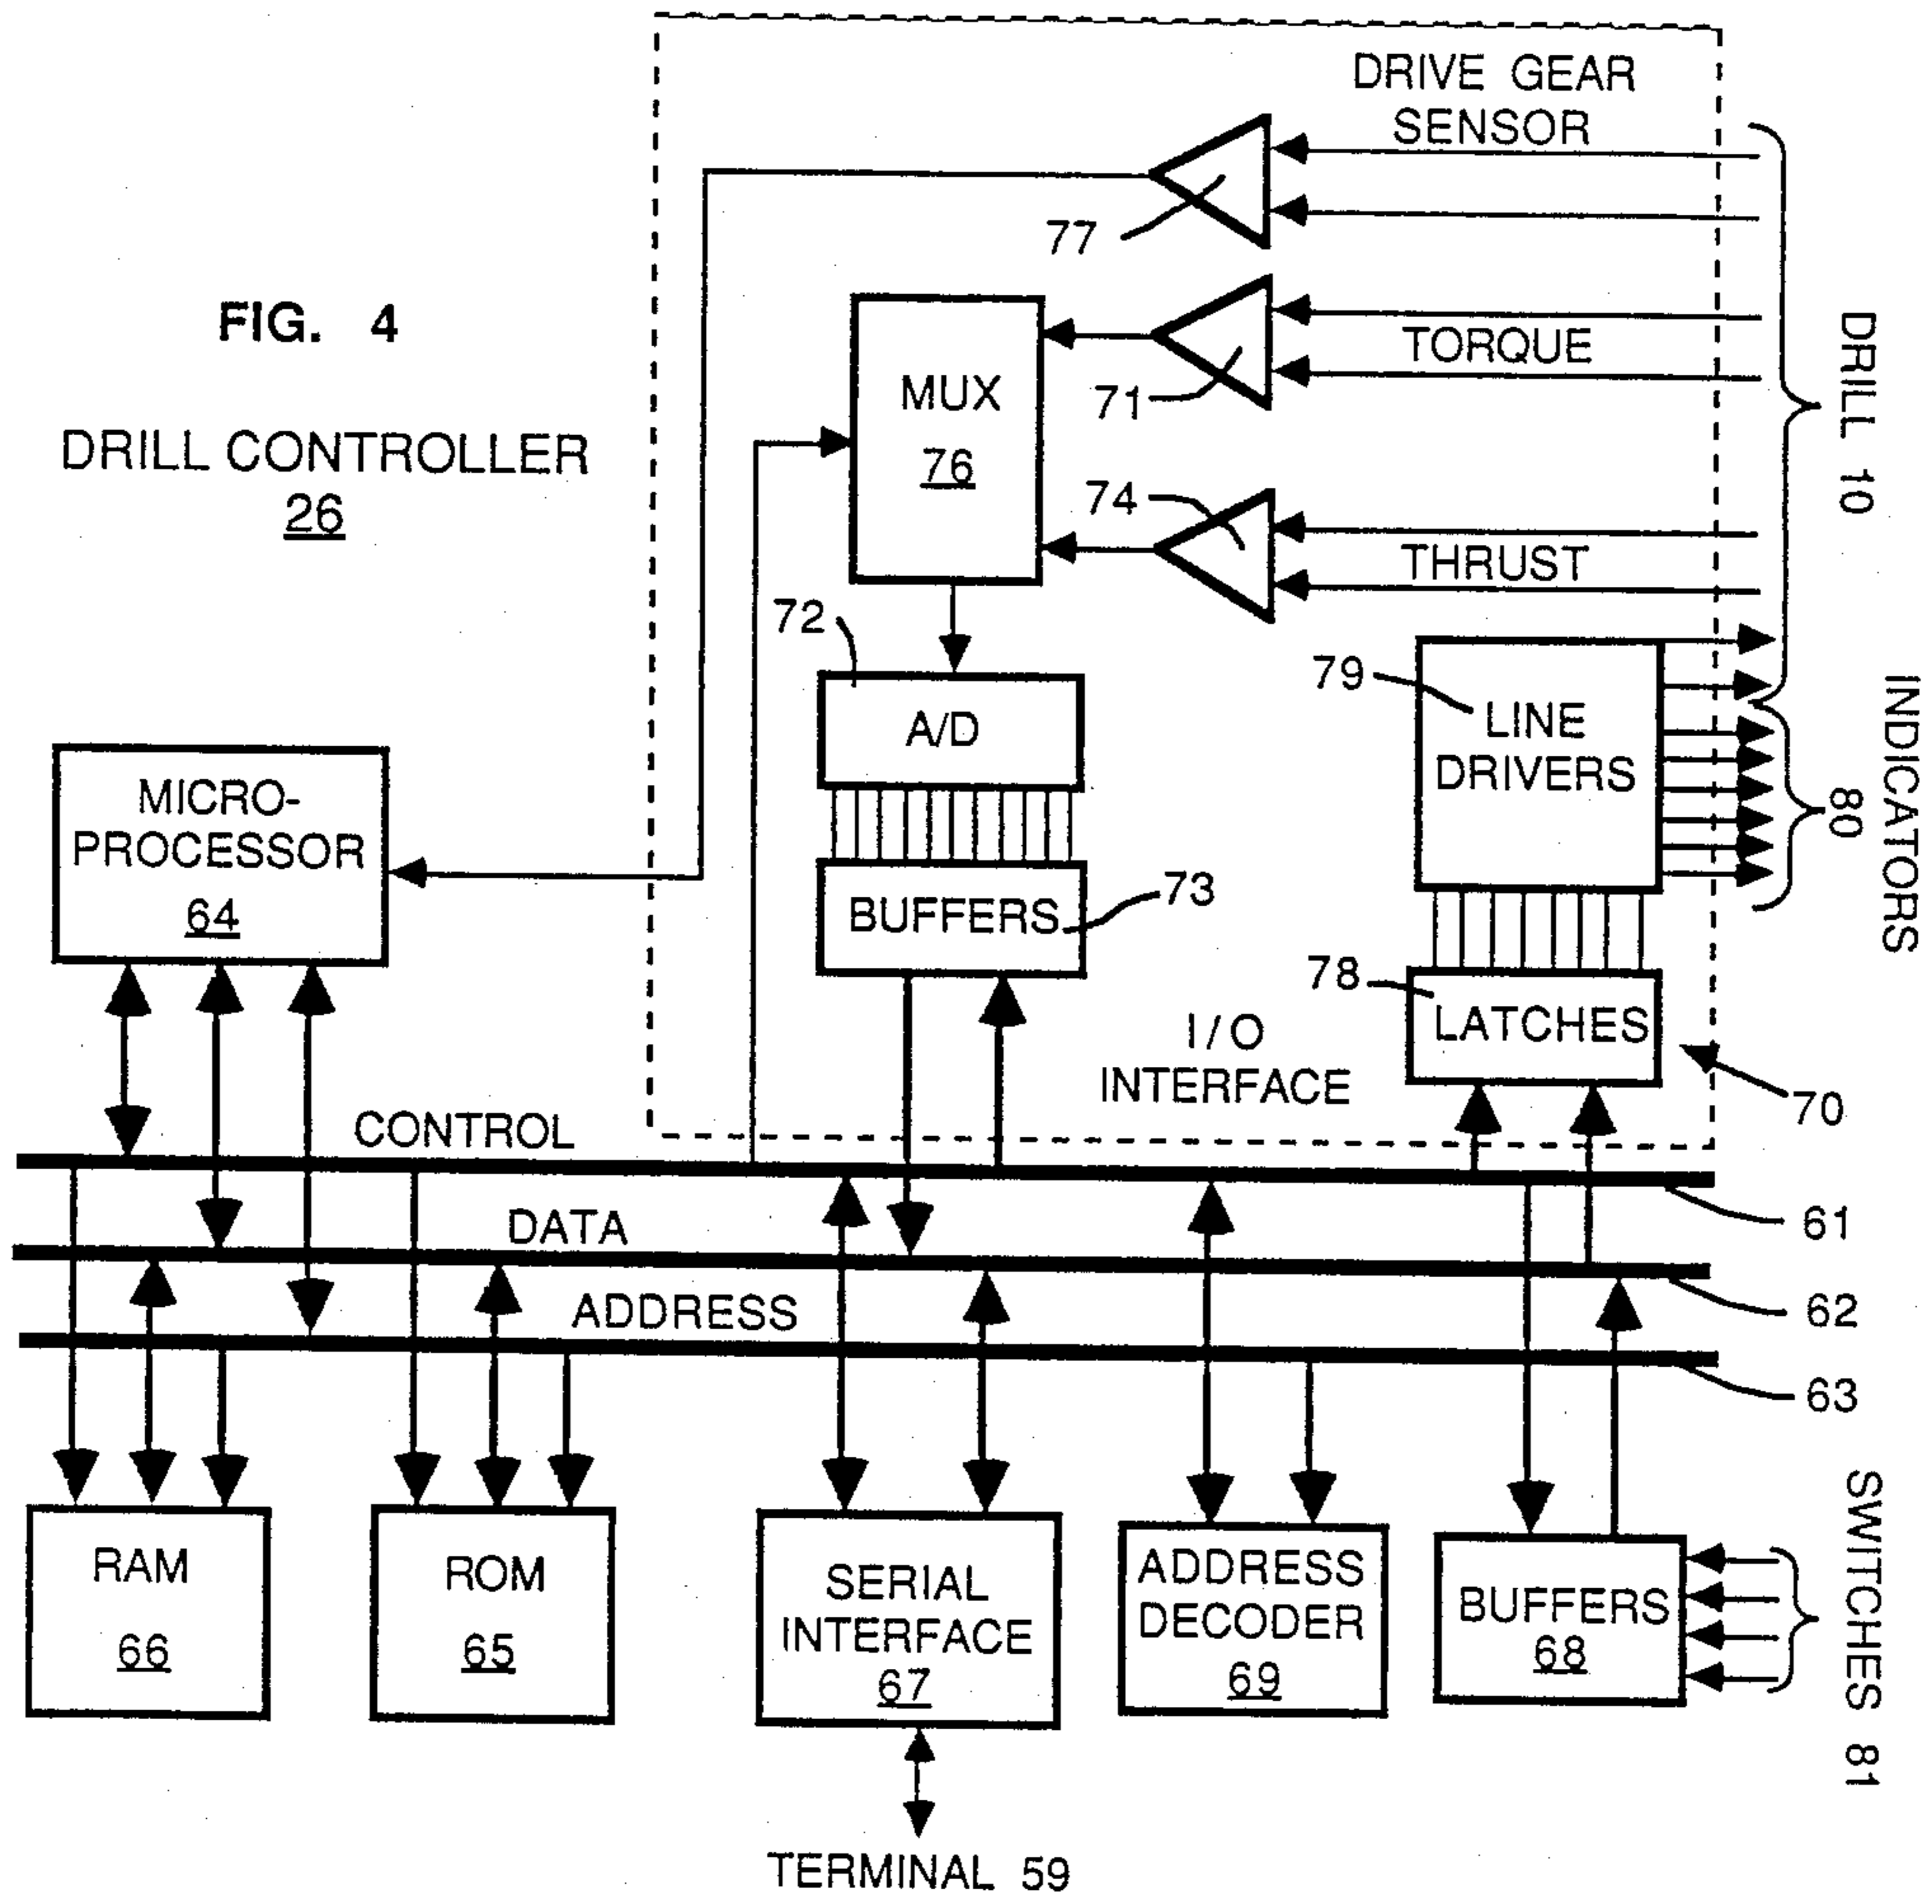 DRIVE GEAR
SENSOR
77
FIG. 4
DRILL CONTROLLER
26
MUX
76
71
TORQUE
74
THRUST
DRILL 10
72
A/D
79
LINE
DRIVERS
INDICATORS
80
MICRO-
PROCESSOR
64
BUFFERS
73
78
LATCHES
I/O
INTERFACE
70
CONTROL
61
DATA
62
ADDRESS
63
RAM
66
ROM
65
SERIAL
INTERFACE
67
ADDRESS
DECODER
69
BUFFERS
68
SWITCHES 81
TERMINAL 59